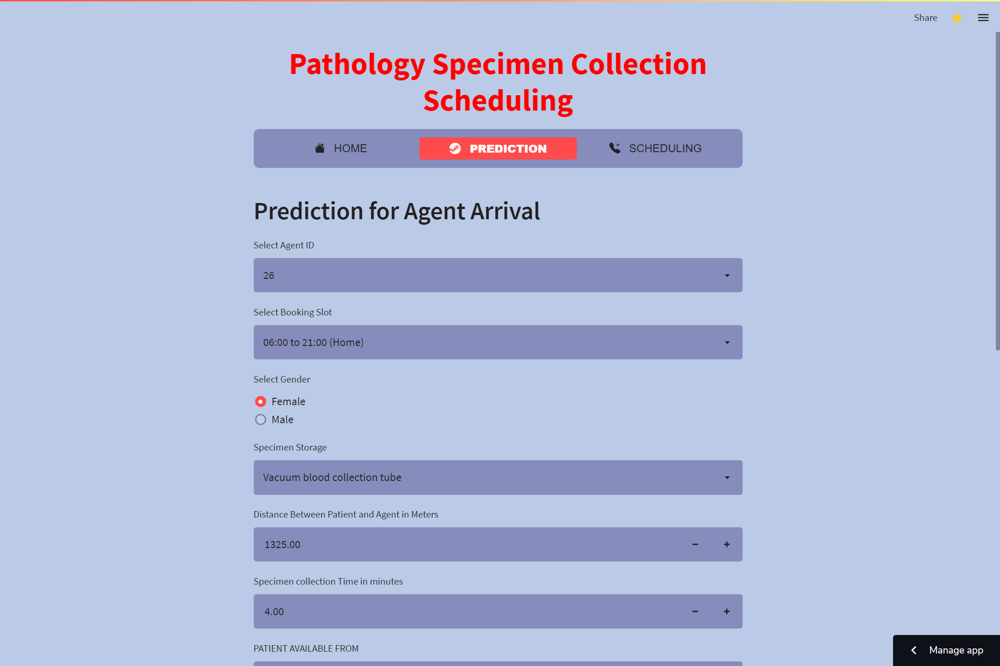 Share
Pathology Specimen Collection
Scheduling
HOME
PREDICTION
SCHEDULING
Prediction for Agent Arrival
Select Agent ID
26
Select Booking Slot
06:00 to 21:00 (Home)
Select Gender
Female
Male
Specimen Storage
Vacuum blood collection tube
Distance Between Patient and Agent in Meters
1325.00
Specimen collection Time in minutes
4.00
PATIENT AVAILABLE FROM
Manage app